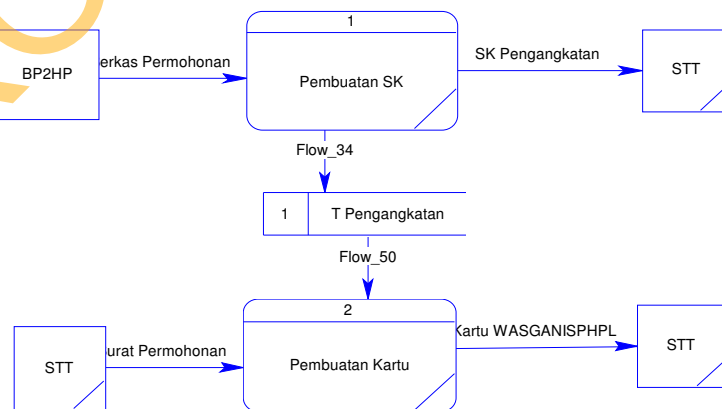 1
BP2HP
erkas Permohonan
Pembuatan SK
SK Pengangkatan
STT
Flow_34
1
T Pengangkatan
Flow_50
2
STT
urat Permohonan
Pembuatan Kartu
Kartu WASGANISPHPL
STT